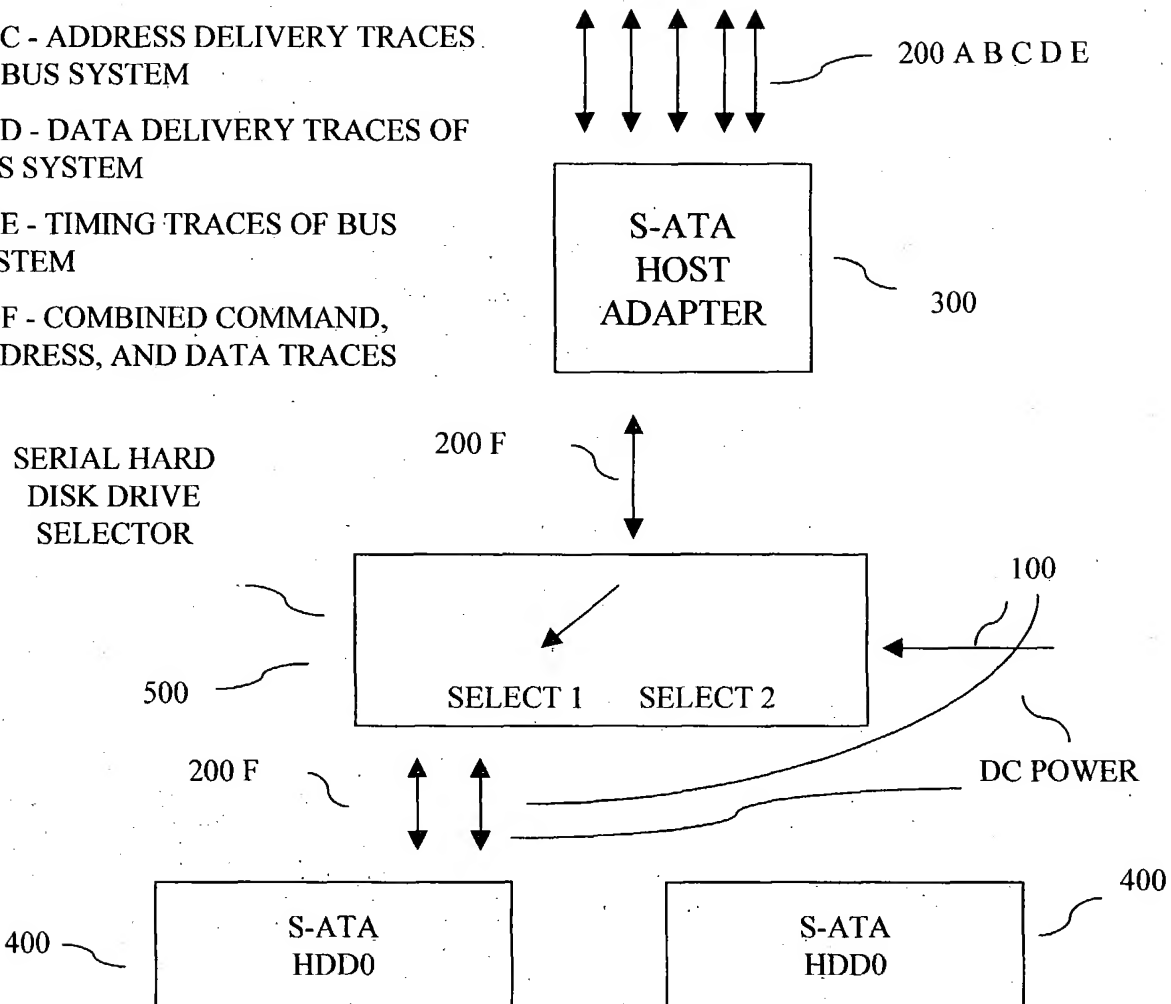 C - ADDRESS DELIVERY TRACES
BUS SYSTEM
D - DATA DELIVERY TRACES OF
S SYSTEM
E - TIMING TRACES OF BUS
STEM
F - COMBINED COMMAND,
DRESS, AND DATA TRACES
200 A B C D E
S-ATA
HOST
ADAPTER
300
200 F
SERIAL HARD
DISK DRIVE
SELECTOR
100
500
SELECT 1 SELECT 2
200 F
DC POWER
400
S-ATA
HDD0
S-ATA
HDD0
400